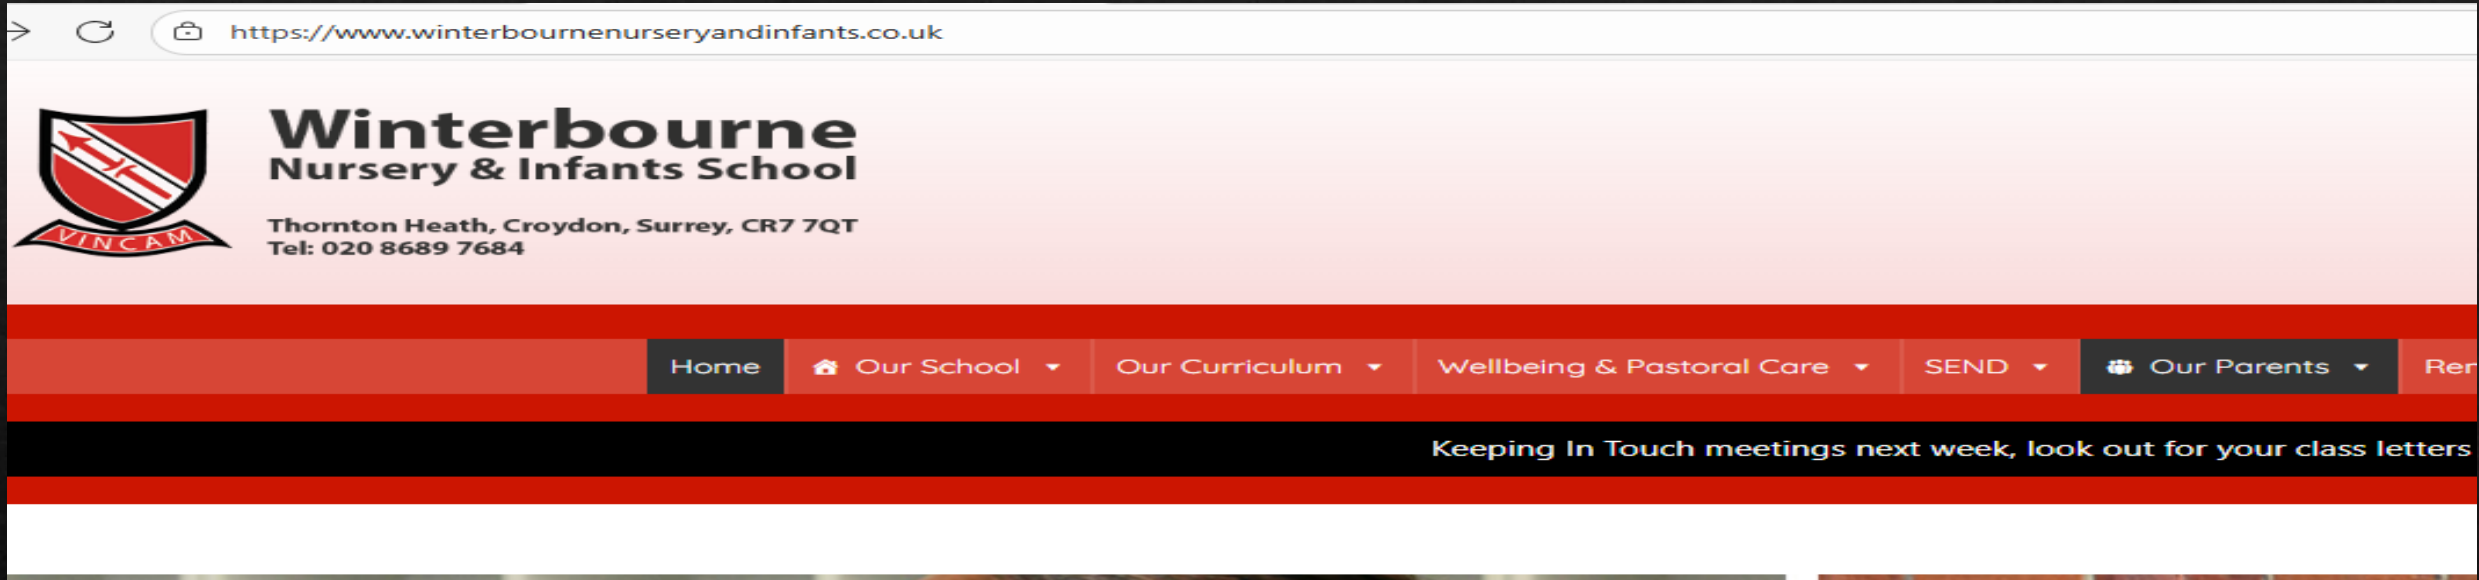 https://www.winterbournenurseryandinfants.co.uk
Winterbourne
Nursery & Infants School
Thornton Heath, Croydon, Surrey, CR7 7QT
Tel: 020 8689 7684
VINCAM
Home Our School Our Curriculum Wellbeing & Pastoral Care SEND Our Parents
Keeping In Touch meetings next week, look out for your class letters